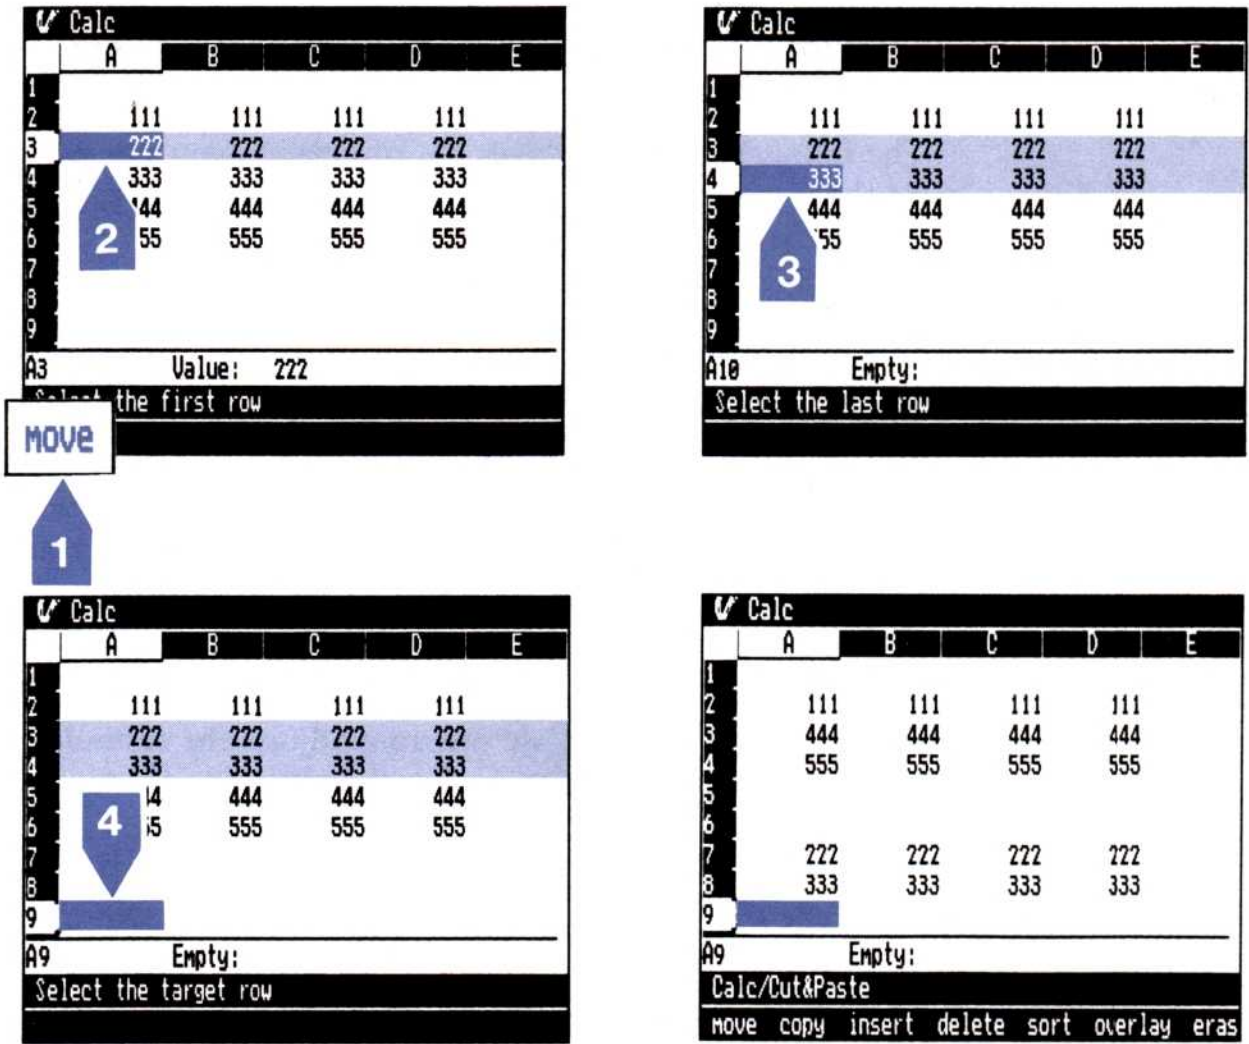 Calc
A B C D E
1
2 111 111 111 111
3 222 222 222 222
4 333 333 333 333
5 444 444 444
6 555 555 555
7
8
9
2
A3 Value: 222
the first row
move
1
Calc
A B C D E
1
2 111 111 111 111
3 222 222 222 222
4 333 333 333 333
5 444 444 444 444
6 55 555 555 555
7
8
9
3
A10 Empty:
Select the last row
Calc
A B C D E
1
2 111 111 111 111
3 222 222 222 222
4 333 333 333 333
5 444 444 444
6 555 555 555
7
8
9
4
A9 Empty:
Select the target row
Calc
A B C D E
1
2 111 111 111 111
3 444 444 444 444
4 555 555 555 555
5
6
7 222 222 222 222
8 333 333 333 333
9
A9 Empty:
Calc/Cut&Paste
move copy insert delete sort overlay eras